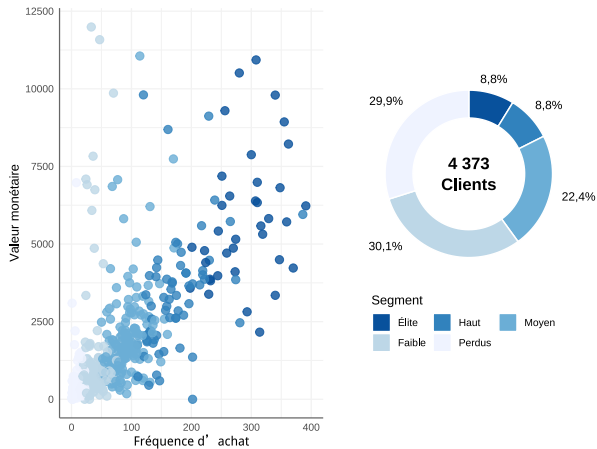 12500
10000
7500
5000
2500
0
Valeur monétaire
0 100 200 300 400
Fréquence d’ achat
8,8%
8,8%
22,4%
30,1%
29,9%
4 373
Clients
Segment
Élite Haut Moyen
Faible Perdus